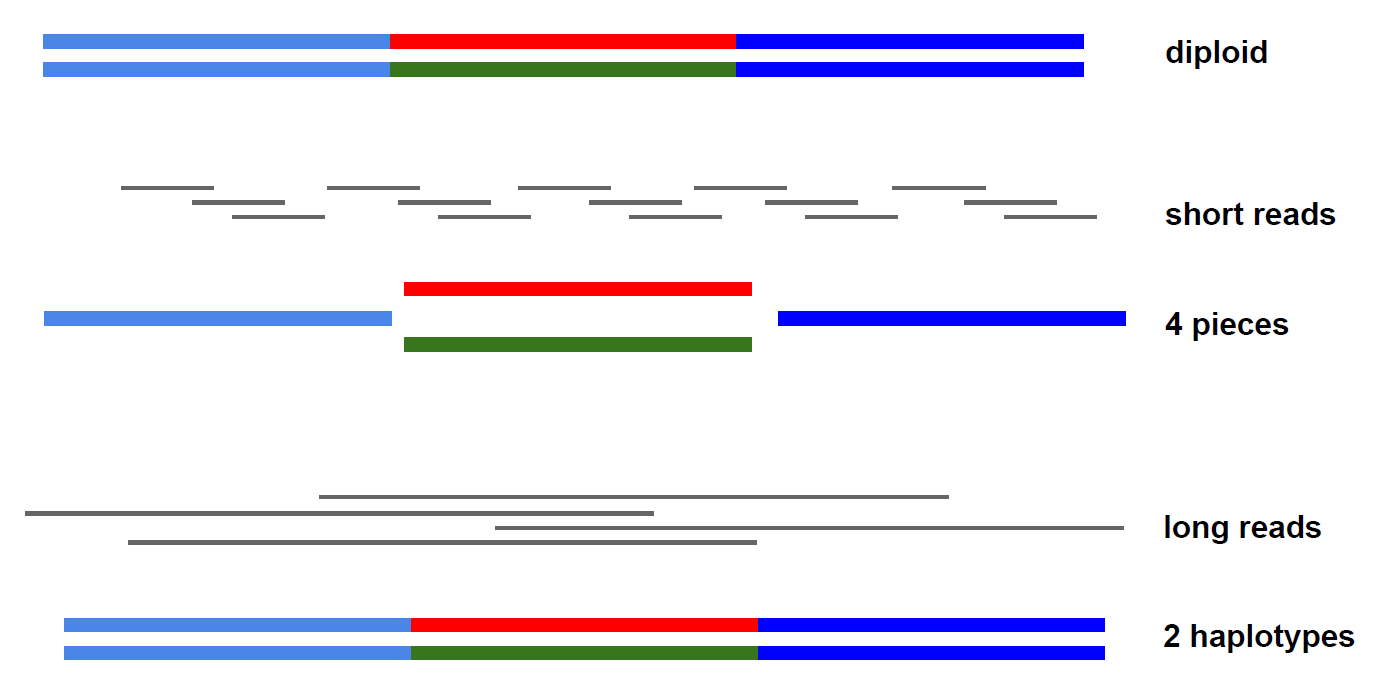 diploid
short reads
4 pieces
long reads
2 haplotypes